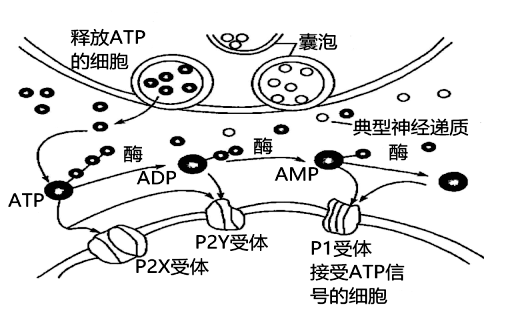 释放ATP
的细胞
囊泡
典型神经递质
酶
酶
酶
ATP
ADP
AMP
P2X受体
P2Y受体
P1受体
接受ATP信
号的细胞